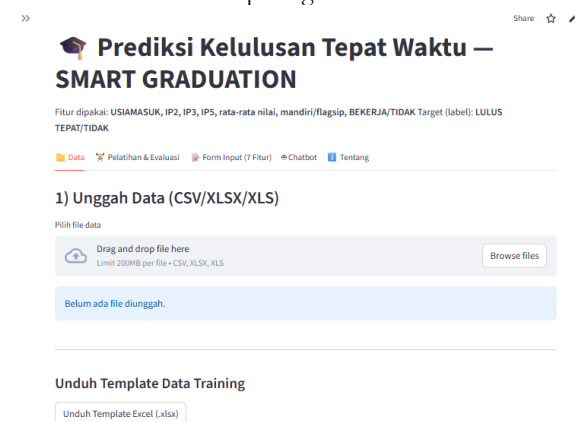 Share
🎓 Prediksi Kelulusan Tepat Waktu —
SMART GRADUATION
Fitur dipakai: USIAMASUK, IP2, IP3, IP5, rata-rata nilai, mandiri/flagsip, BEKERJA/TIDAK Target (label): LULUS
TEPAT/TIDAK
Data Pelatihan & Evaluasi Form Input (7 Fitur) Chatbot Tentang
1) Unggah Data (CSV/XLSX/XLS)
Pilih file data
Drag and drop file here
Limit 200MB per file • CSV, XLSX, XLS
Browse files
Belum ada file diunggah.
Unduh Template Data Training
Unduh Template Excel (.xlsx)